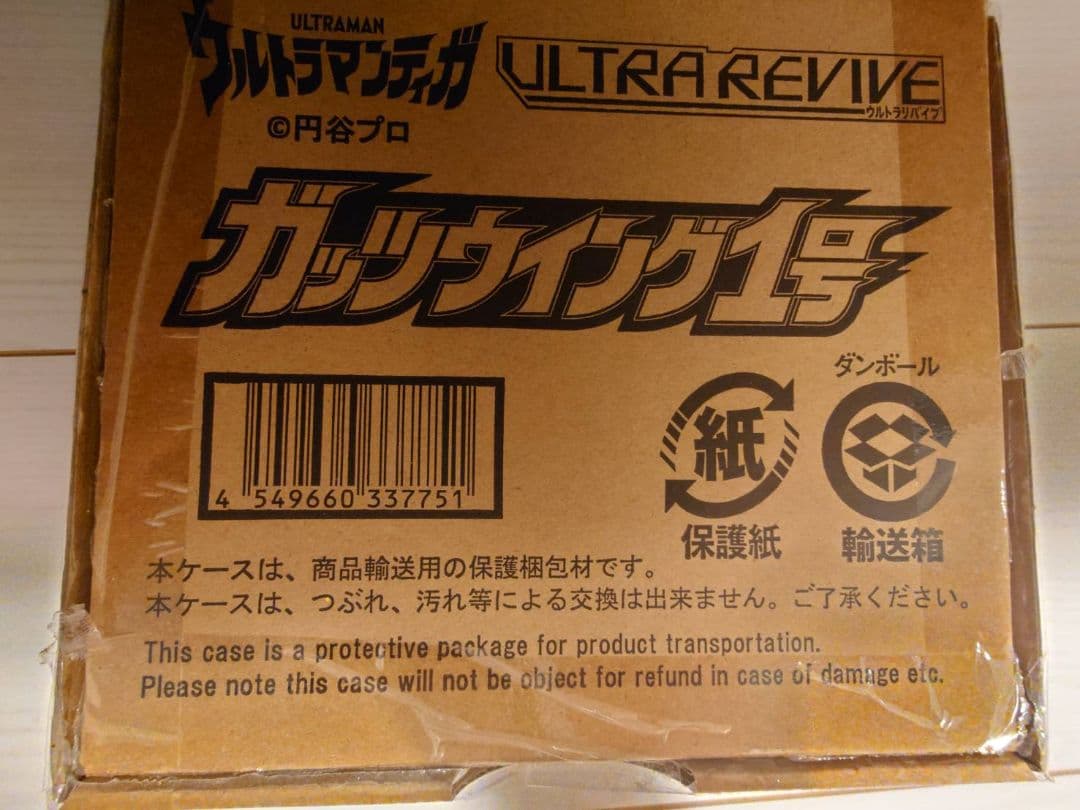 ULTRAMAN
ウルトラマンティガ
ULTRA REVIVE
ウルトラリバイブ
©円谷プロ
ガッツウイング1号
4 549660 337751
紙
保護紙
ダンボール
輸送箱
本ケースは、商品輸送用の保護梱包材です。
本ケースは、つぶれ、汚れ等による交換は出来ません。ご了承ください。
This case is a protective package for product transportation.
Please note this case will not be object for refund in case of damage etc.